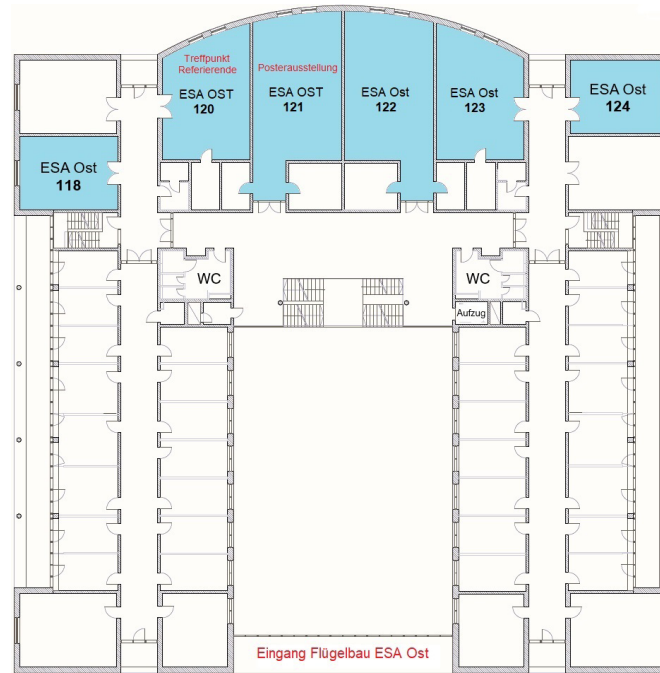 Treffpunkt
Referierende
ESA OST
120
Posterausstellung
ESA OST
121
ESA Ost
122
ESA Ost
123
ESA Ost
124
ESA Ost
118
WC
WC
Aufzug
Eingang Flügelbau ESA Ost